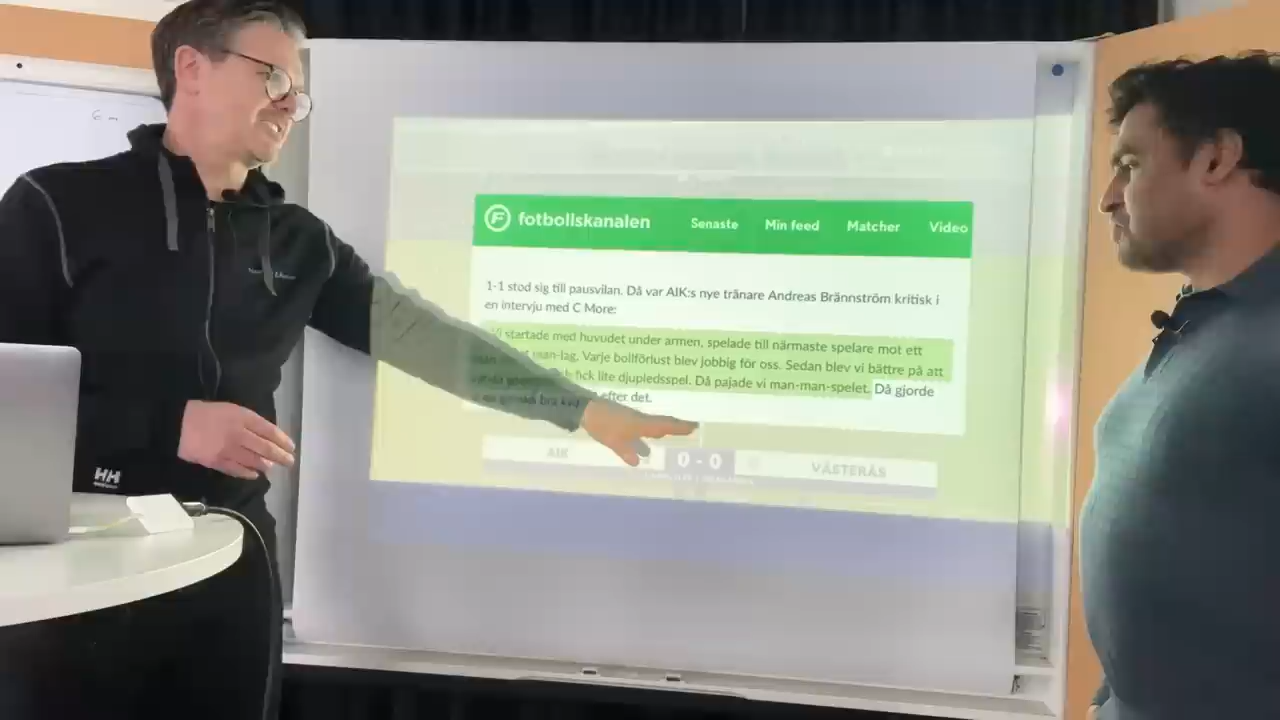 6 m
fotbollskanalen Senaste Min feed Matcher Video
1-1 stod sig till pausvilan. Då var AIK:s nye tränare Andreas Brännström kritisk i
en intervju med C More:
Vi startade med huvudet under armen, spelade till närmaste spelare mot ett
man-lag. Varje bollförlust blev jobbig för oss. Sedan blev vi bättre på att
fick lite djupledsspel. Då pajade vi man-man-spelet. Då gjorde
efter det.
AIK 0 - 0 VÄSTERÅS
HH